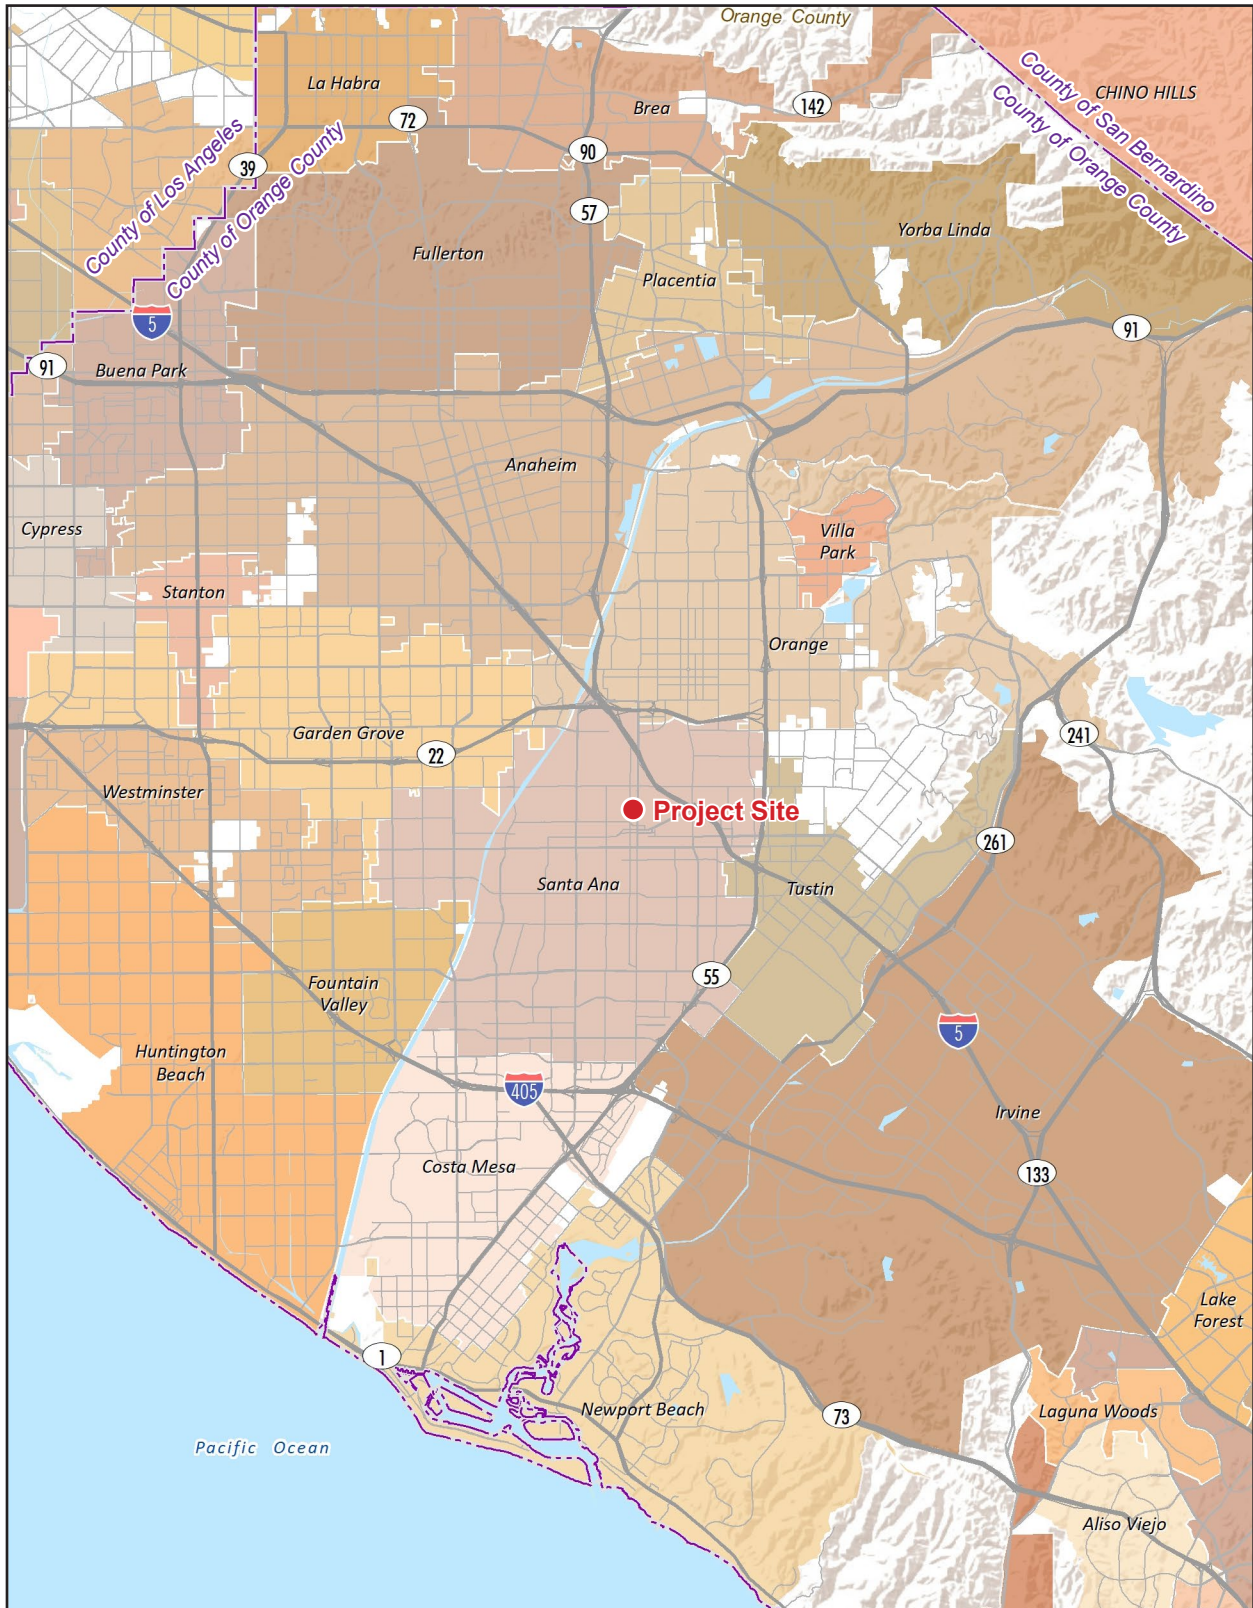 Orange County
La Habra
CHINO HILLS
County of San Bernardino
County of Orange County
Brea
142
72
90
39
County of Los Angeles
County of Orange County
57
Yorba Linda
Fullerton
Placentia
5
91
91
Buena Park
Anaheim
Cypress
Villa
Park
Stanton
Orange
Garden Grove
22
241
Westminster
Project Site
261
Santa Ana
Tustin
55
Fountain
Valley
5
Huntington
Beach
405
Irvine
Costa Mesa
133
Lake
Forest
1
Newport Beach
73
Laguna Woods
Pacific Ocean
Aliso Viejo